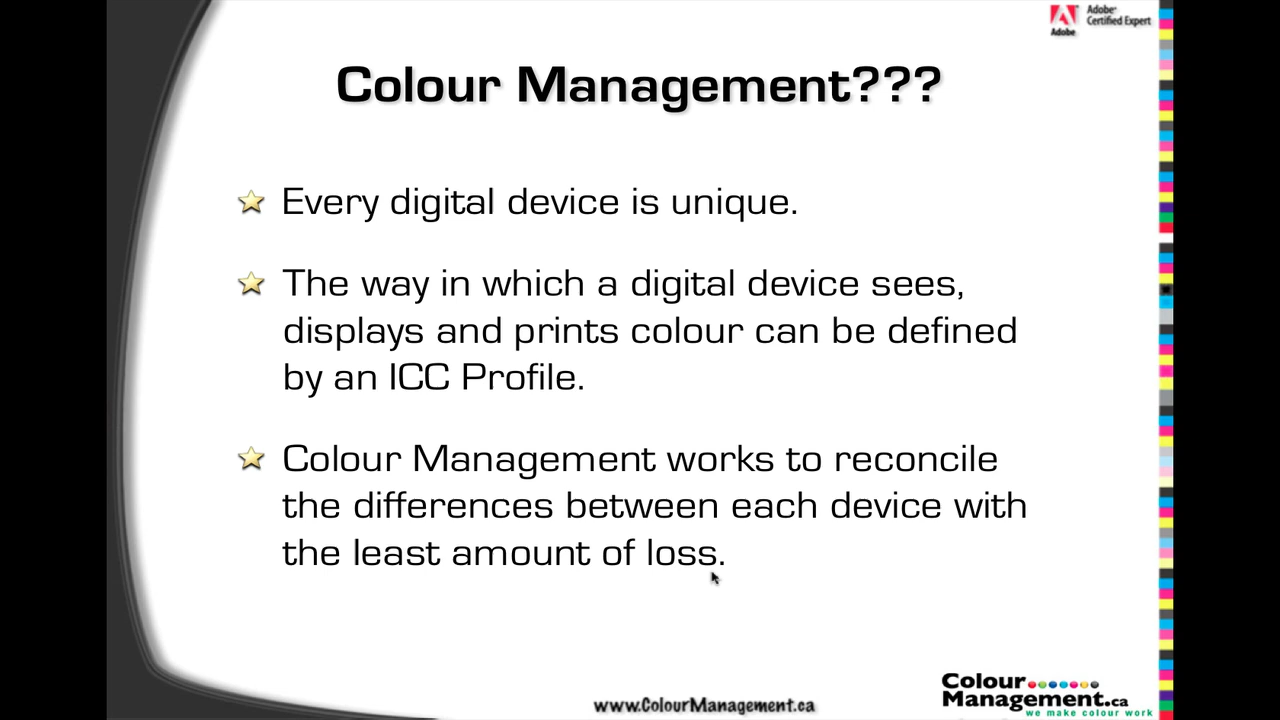 Adobe
Adobe®
Certified Expert
Colour Management???
Every digital device is unique.
The way in which a digital device sees,
displays and prints colour can be defined
by an ICC Profile.
Colour Management works to reconcile
the differences between each device with
the least amount of loss.
www.ColourManagement.ca
Colour
Management.ca
we make colour work